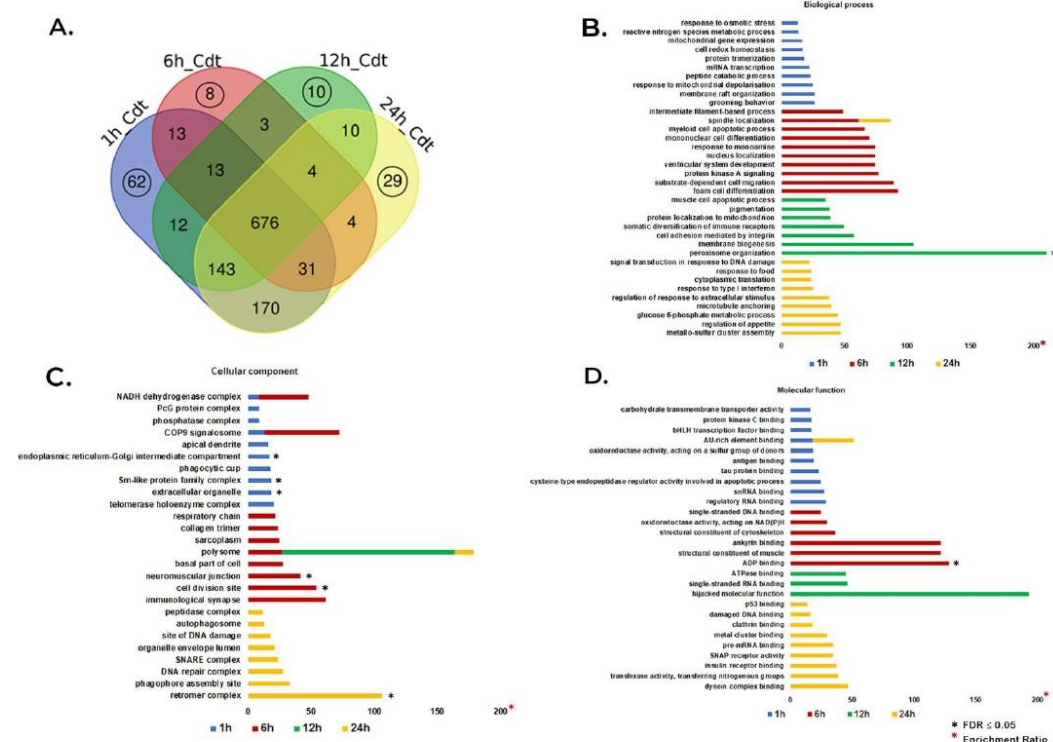 A.
1h_Cdt
6h_Cdt
12h_Cdt
24h_Cdt
8
10
13
3
10
62
13
4
29
12
676
4
143
31
170
B.
Biological process
response to osmotic stress
reactive nitrogen species metabolic process
mitochondrial gene expression
cell redox homeostasis
protein trimerization
mRNA transcription
peptide catabolic process
response to mitochondrial depolarisation
membrane raft organization
grooming behavior
intermediate filament-based process
spindle localization
myeloid cell apoptotic process
mononuclear cell differentiation
response to monoamine
nucleus localization
ventricular system development
protein kinase A signaling
substrate-dependent cell migration
foam cell differentiation
muscle cell apoptotic process
pigmentation
protein localization to mitochondrion
somatic diversification of immune receptors
cell adhesion mediated by integrin
membrane biogenesis
peroxisome organization
signal transduction in response to DNA damage
response to food
cytoplasmic translation
response to type I interferon
regulation of response to extracellular stimulus
microtubule anchoring
glucose 6-phosphate metabolic process
regulation of appetite
metallo-sulfur cluster assembly
0 50 100 150 200*
1h 6h 12h 24h
C.
Cellular component
NADH dehydrogenase complex
PcG protein complex
phosphatase complex
COP9 signalosome
apical dendrite
endoplasmic reticulum-Golgi intermediate compartment *
phagocytic cup
Sm-like protein family complex *
extracellular organelle *
telomerase holoenzyme complex
respiratory chain
collagen trimer
sarcoplasm
polysome
basal part of cell
neuromuscular junction *
cell division site *
immunological synapse
peptidase complex
autophagosome
site of DNA damage
organelle envelope lumen
SNARE complex
DNA repair complex
phagophore assembly site
retromer complex *
0 50 100 150 200*
1h 6h 12h 24h
D.
Molecular function
carbohydrate transmembrane transporter activity
protein kinase C binding
bHLH transcription factor binding
AU-rich element binding
oxidoreductase activity, acting on a sulfur group of donors
antigen binding
tau protein binding
cysteine-type endopeptidase regulator activity involved in apoptotic process
snRNA binding
regulatory RNA binding
single-stranded DNA binding
oxidoreductase activity, acting on NAD(P)H
structural constituent of cytoskeleton
ankyrin binding
structural constituent of muscle
ADP binding *
ATPase binding
single-stranded RNA binding
hijacked molecular function
p53 binding
damaged DNA binding
clathrin binding
metal cluster binding
pre-mRNA binding
SNAP receptor activity
insulin receptor binding
transferase activity, transferring nitrogenous groups
dynein complex binding
0 50 100 150 200*
1h 6h 12h 24h
* FDR ≤ 0.05
* Enrichment Ratio